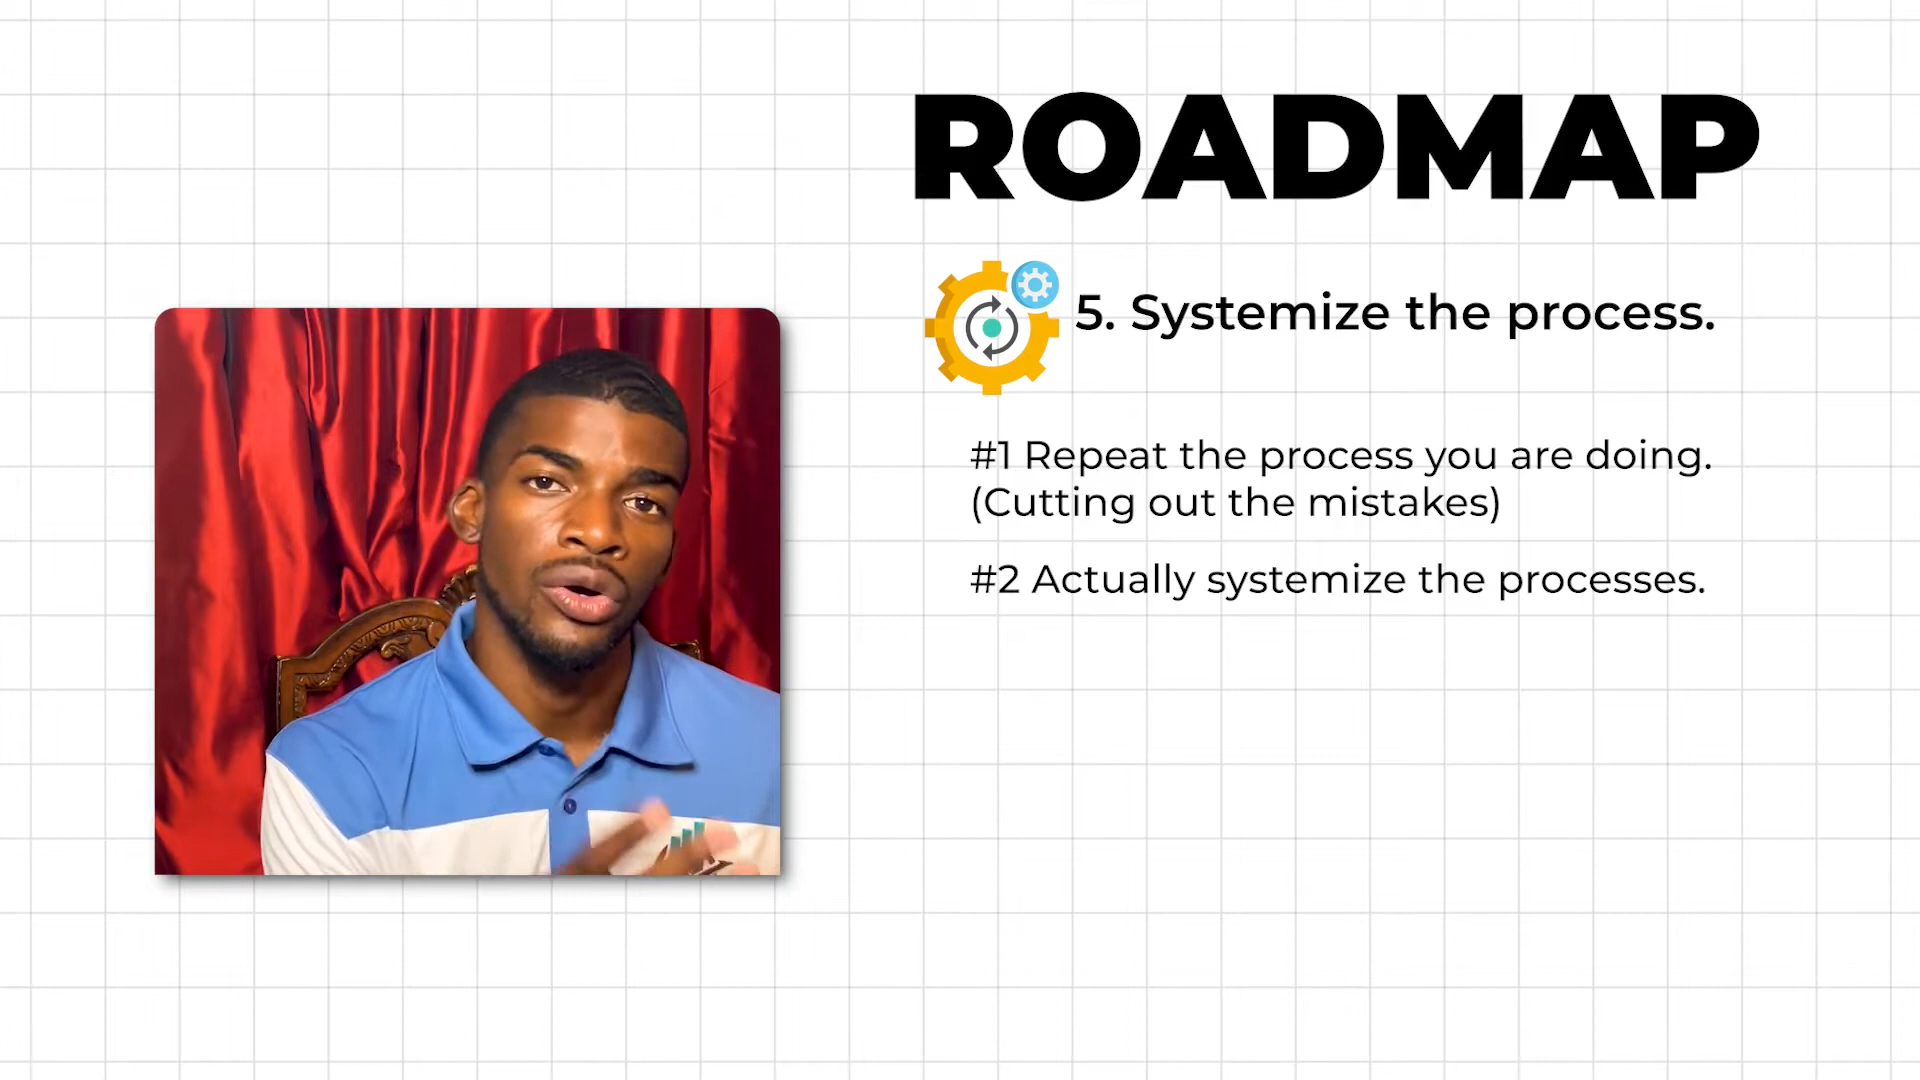 ROADMAP
5. Systemize the process.
#1 Repeat the process you are doing.
(Cutting out the mistakes)
#2 Actually systemize the processes.